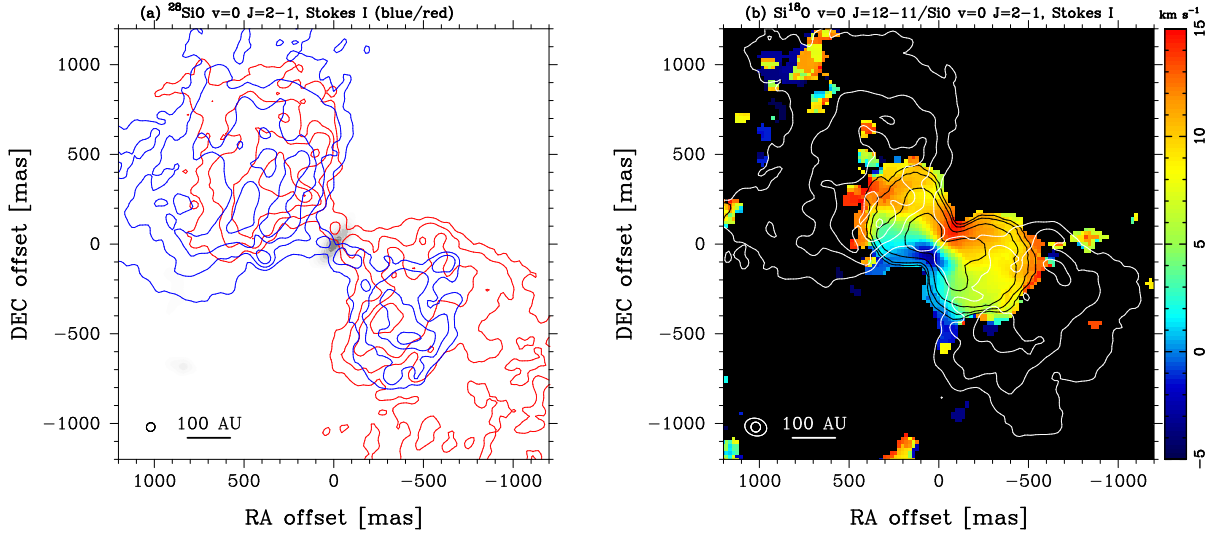 (a) ²⁸SiO v=0 J=2-1, Stokes I (blue/red)
1000
500
0
−500
−1000
DEC offset [mas]
100 AU
1000 500 0 −500 −1000
RA offset [mas]
(b) Si¹⁸O v=0 J=12-11/SiO v=0 J=2-1, Stokes I
1000
500
0
−500
−1000
DEC offset [mas]
100 AU
1000 500 0 −500 −1000
RA offset [mas]
km s⁻¹
15
10
5
0
−5